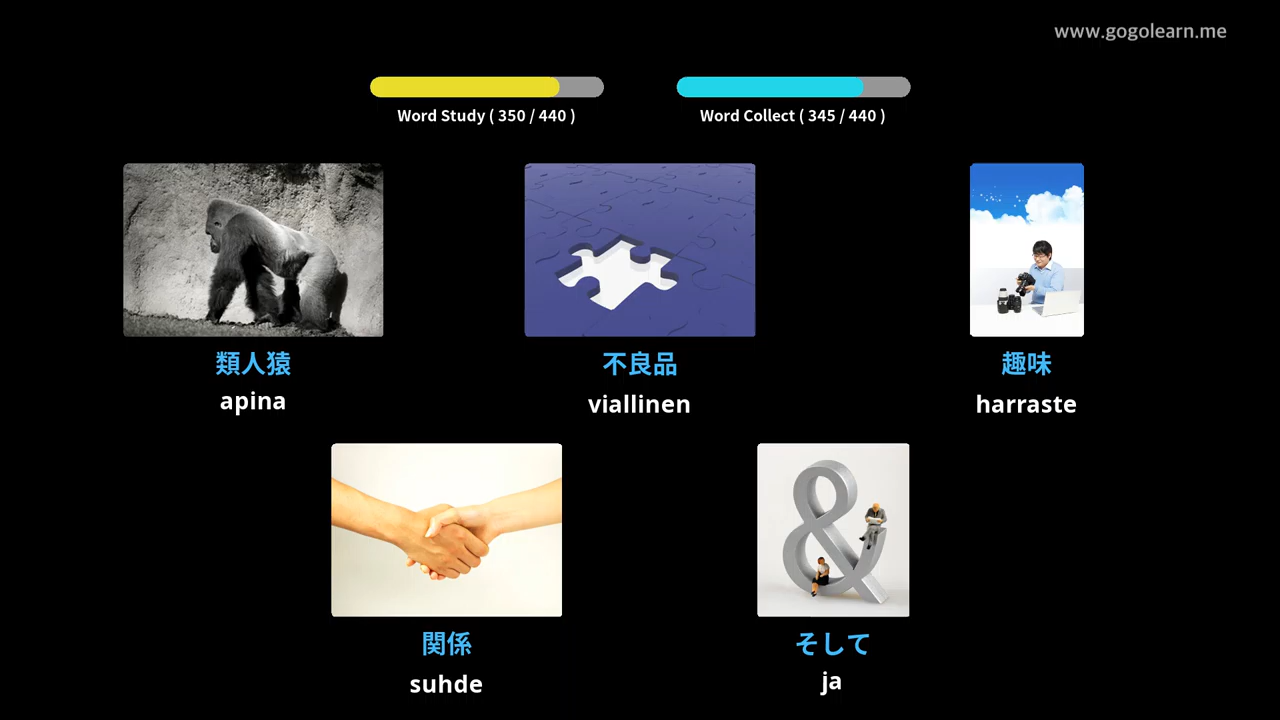 www.gogolearn.me
Word Study ( 350 / 440 )
Word Collect ( 345 / 440 )
類人猿
apina
不良品
viallinen
趣味
harraste
関係
suhde
&
そして
ja